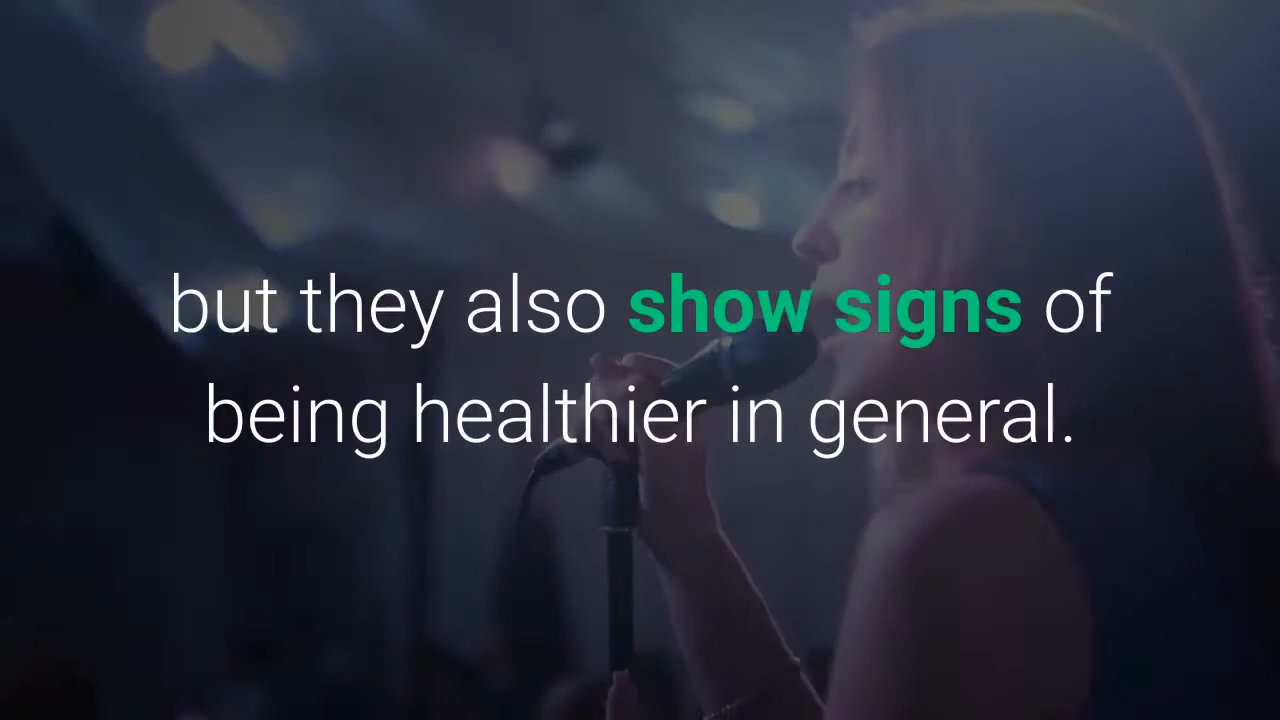 but they also show signs of
being healthier in general.